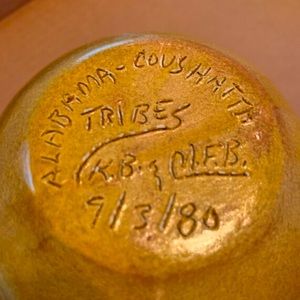 ALABAMA-COUSHATTA
TRIBES
K.B. & M.F.B.
9/3/80